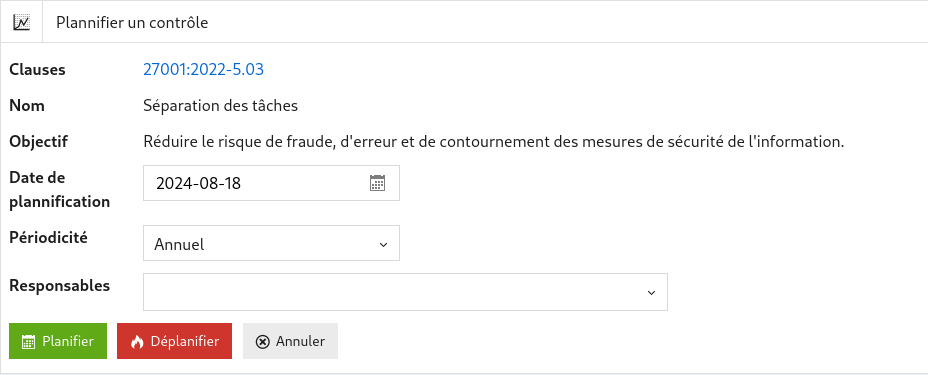 Plannifier un contrôle
Clauses 27001:2022-5.03
Nom Séparation des tâches
Objectif Réduire le risque de fraude, d'erreur et de contournement des mesures de sécurité de l'information.
Date de
plannification 2024-08-18
Périodicité Annuel
Responsables
Planifier Déplanifier Annuler